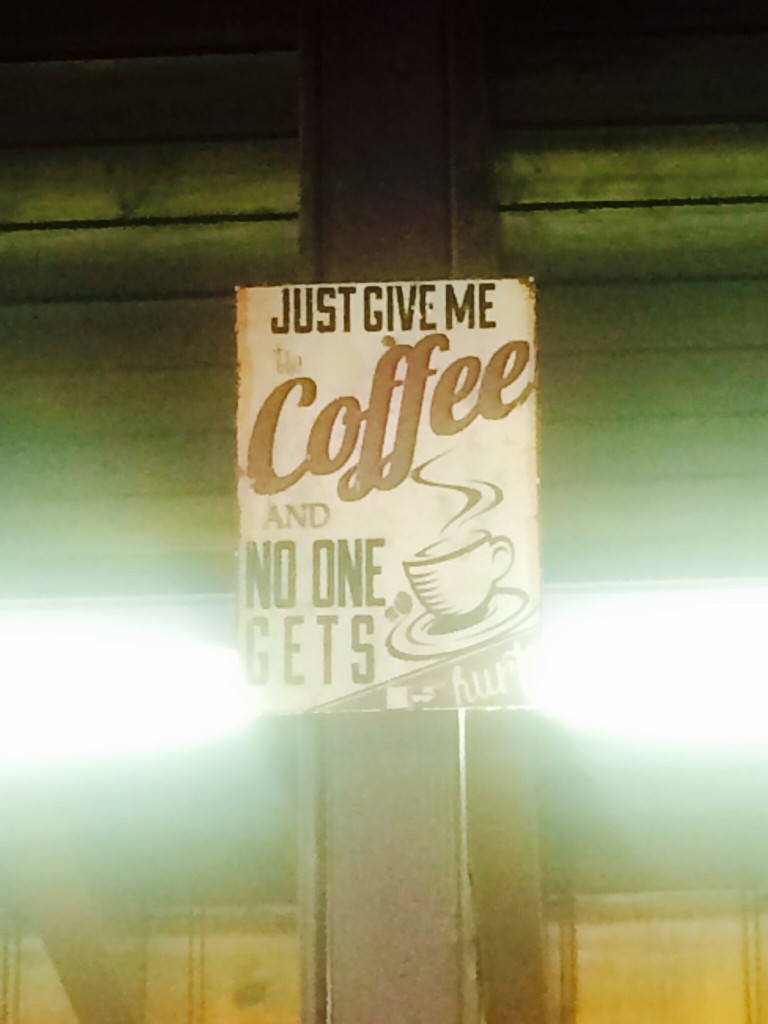 JUST GIVE ME
the
Coffee
AND
NO ONE
GETS
hurt